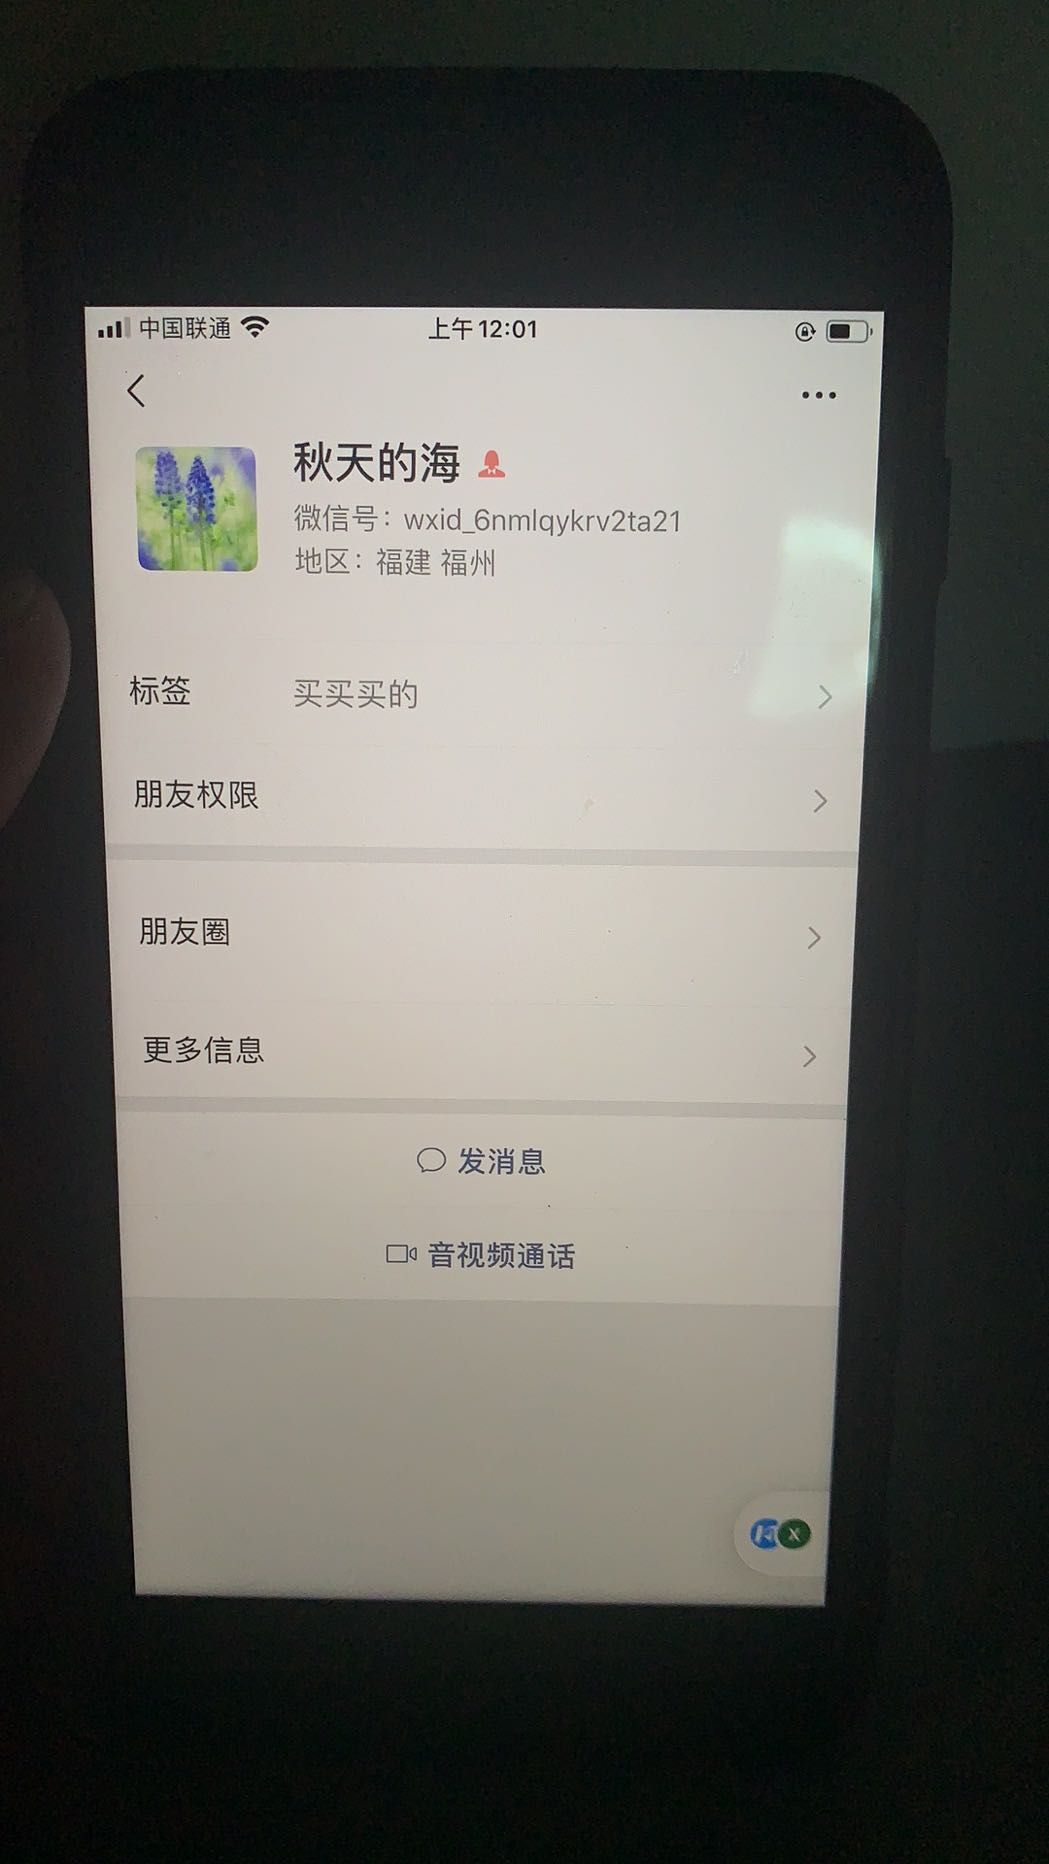 中国联通
上午12:01
秋天的海
微信号：wxid_6nmlqykrv2ta21
地区：福建 福州
标签 买买买的
朋友权限
朋友圈
更多信息
发消息
音视频通话